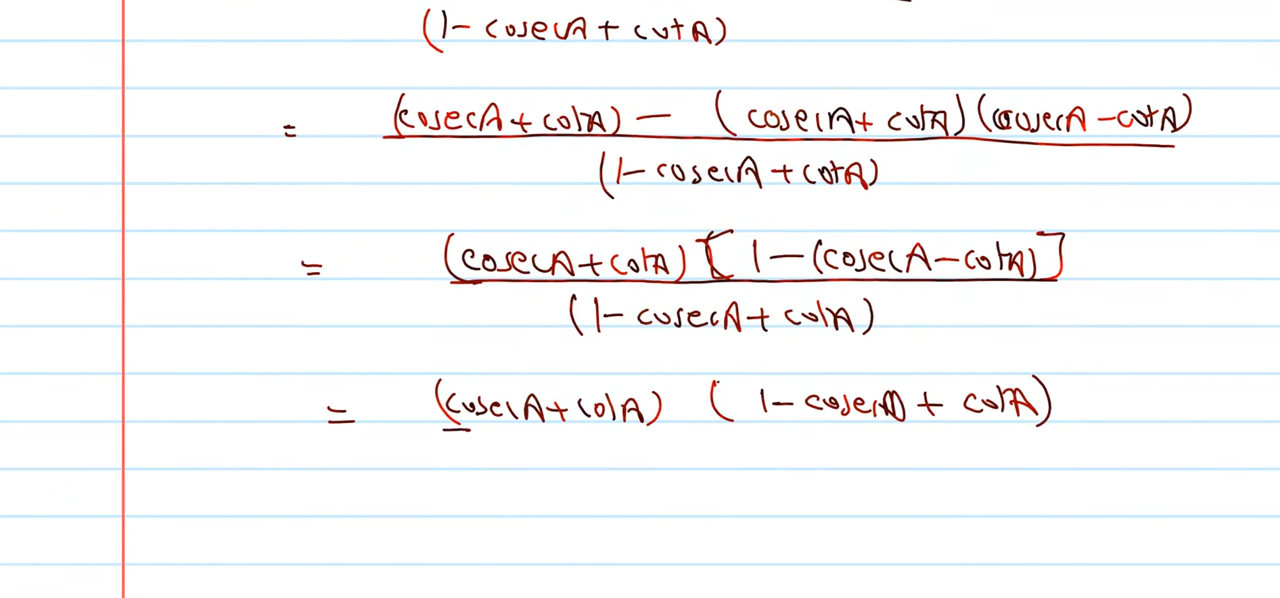 (1 - cosecA + cotA)
= (cosecA + cotA) - (cosecA + cotA)(cosecA - cotA)
(1 - cosecA + cotA)
= (cosecA + cotA) [ 1 - (cosecA - cotA) ]
(1 - cosecA + cotA)
= (cosecA + cotA) ( 1 - cosecA + cotA)